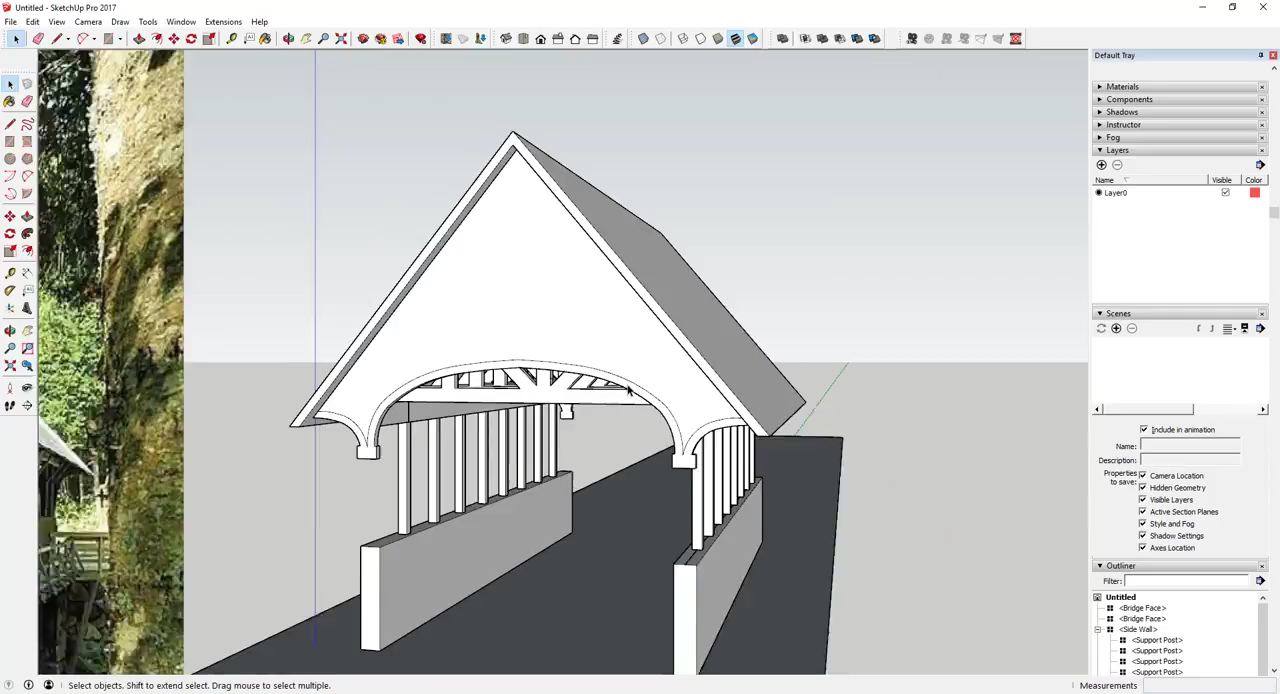 Untitled - SketchUp Pro 2017
File Edit View Camera Draw Tools Window Extensions Help
Default Tray
Materials
Components
Shadows
Instructor
Fog
Layers
Name Visible Color
Layer0
Scenes
Include in animation
Name:
Description:
Properties to save:
Camera Location
Hidden Geometry
Visible Layers
Active Section Planes
Style and Fog
Shadow Settings
Axes Location
Outliner
Filter:
Untitled
<Bridge Face>
<Bridge Face>
<Side Wall>
<Support Post>
<Support Post>
<Support Post>
<Support Post>
Select objects. Shift to extend select. Drag mouse to select multiple.
Measurements